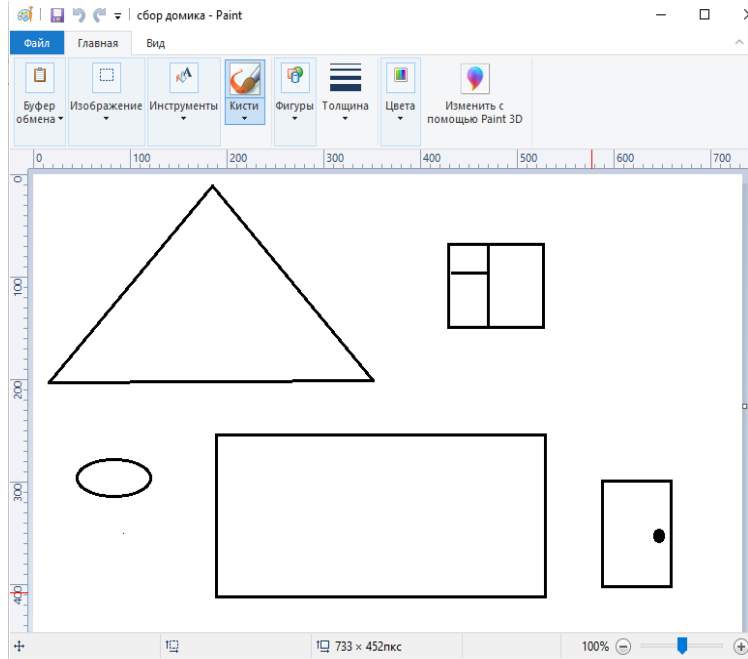 сбор домика - Paint
Файл Главная Вид
Буфер обмена
Изображение
Инструменты
Кисти
Фигуры
Толщина
Цвета
Изменить с помощью Paint 3D
0 100 200 300 400 500 600 700
0
100
200
300
400
733 × 452пкс
100%